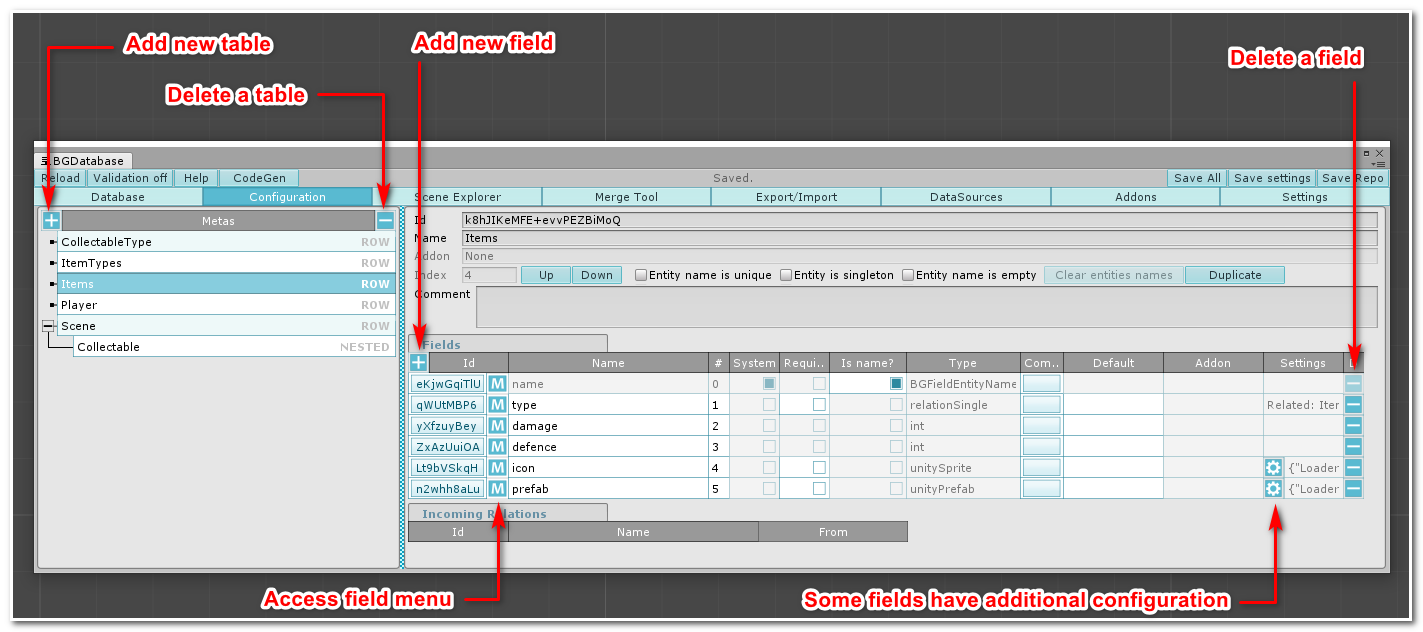 Add new table
Add new field
Delete a field
Delete a table
BGDatabase
Reload Validation off Help CodeGen Saved. Save All Save settings Save Repo
Database Configuration Scene Explorer Merge Tool Export/Import DataSources Addons Settings
Metas
CollectableType ROW
ItemTypes ROW
Items ROW
Player ROW
Scene ROW
Collectable NESTED
Id k8hJIKeMFE+evvPEZBiMoQ
Name Items
Addon None
Index 4 Up Down Entity name is unique Entity is singleton Entity name is empty Clear entities names Duplicate
Comment
Fields
Id Name # System Requi.. Is name? Type Com.. Default Addon Settings
eKjwGqiTlU M name 0 BGFieldEntityName
qWUtMBP6 M type 1 relationSingle Related: Iter
yXfzuyBey M damage 2 int
ZxAzUuiOA M defence 3 int
Lt9bVSkqH M icon 4 unitySprite {"Loader
n2whh8aLu M prefab 5 unityPrefab {"Loader
Incoming Relations
Id Name From
Access field menu
Some fields have additional configuration